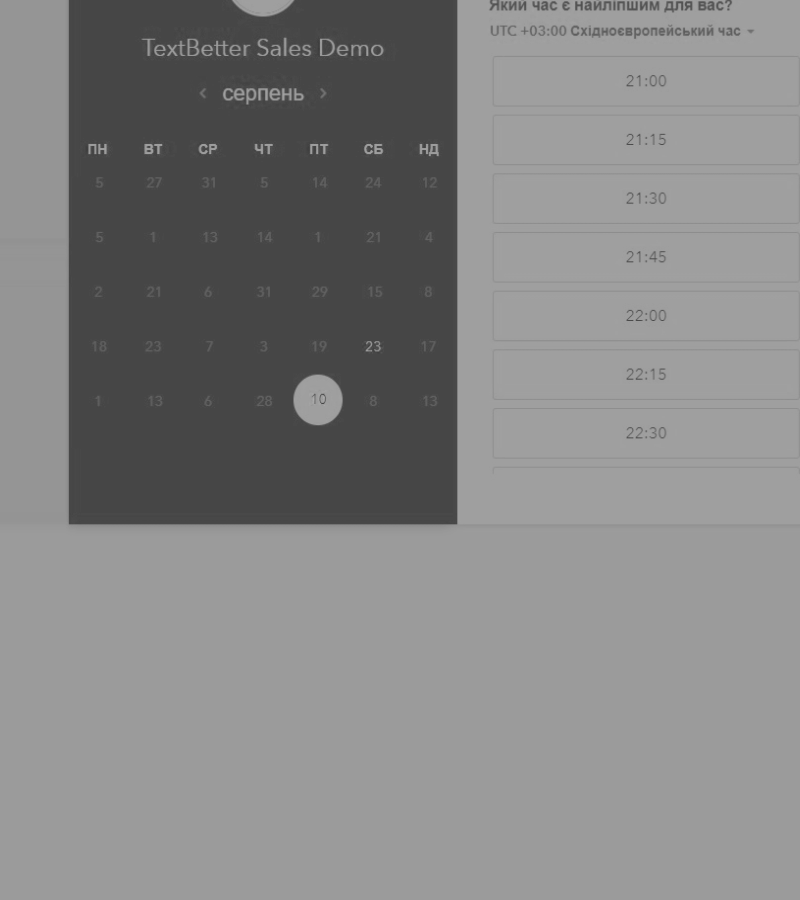 TextBetter Sales Demo
‹ серпень ›
ПН ВТ СР ЧТ ПТ СБ НД
5 27 31 5 14 24 12
5 1 13 14 1 21 4
2 21 6 31 29 15 8
18 23 7 3 19 23 17
1 13 6 28 10 8 13
Який час є найліпшим для вас?
UTC +03:00 Східноєвропейський час
21:00
21:15
21:30
21:45
22:00
22:15
22:30